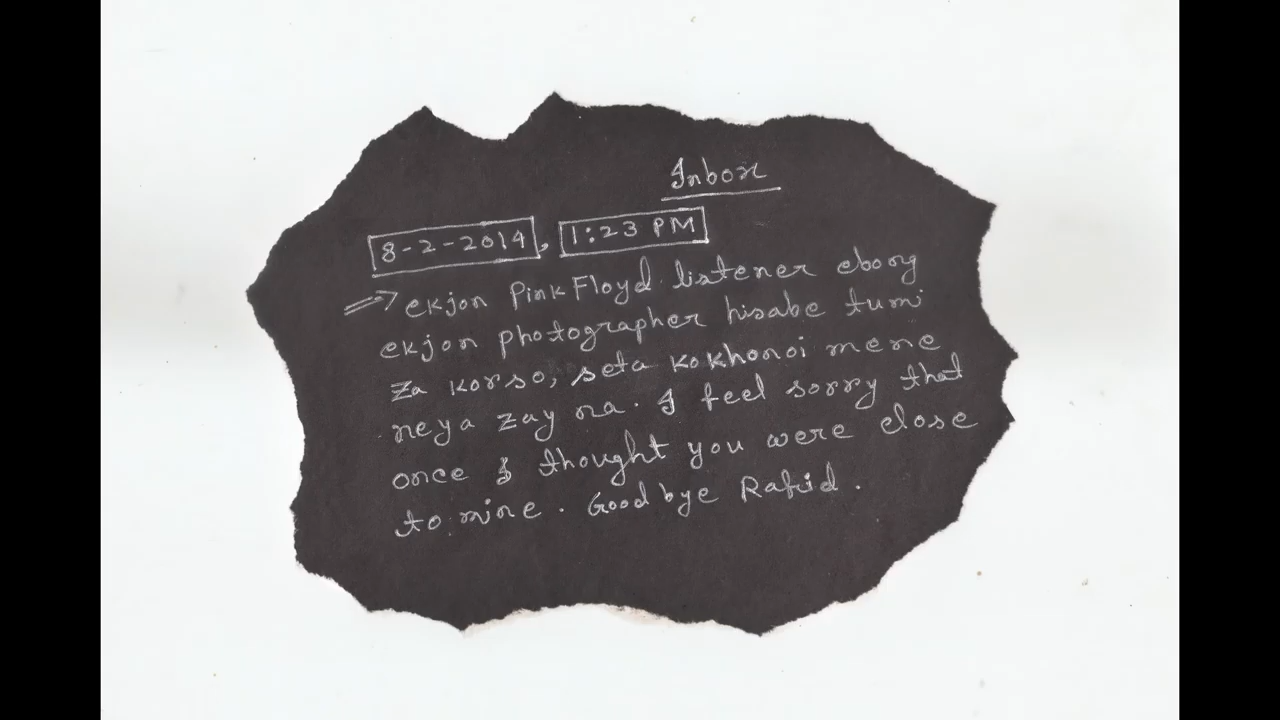 Inbox
8-2-2014, 1:23 PM
ekjon Pink Floyd listener ebong
ekjon photographer hisabe tumi
za korso, seta kokhonoi mene
neya zay na. I feel sorry that
once I thought you were close
to mine. Goodbye Rafid.